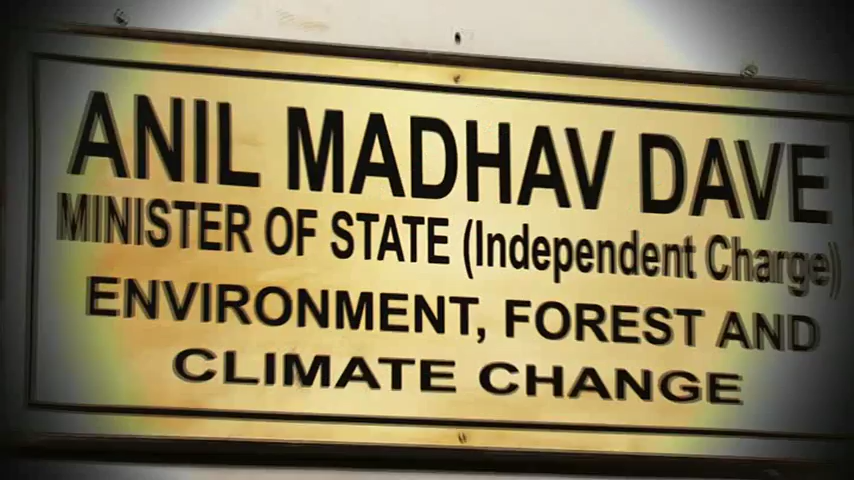 ANIL MADHAV DAVE
MINISTER OF STATE (Independent Charge)
ENVIRONMENT, FOREST AND
CLIMATE CHANGE